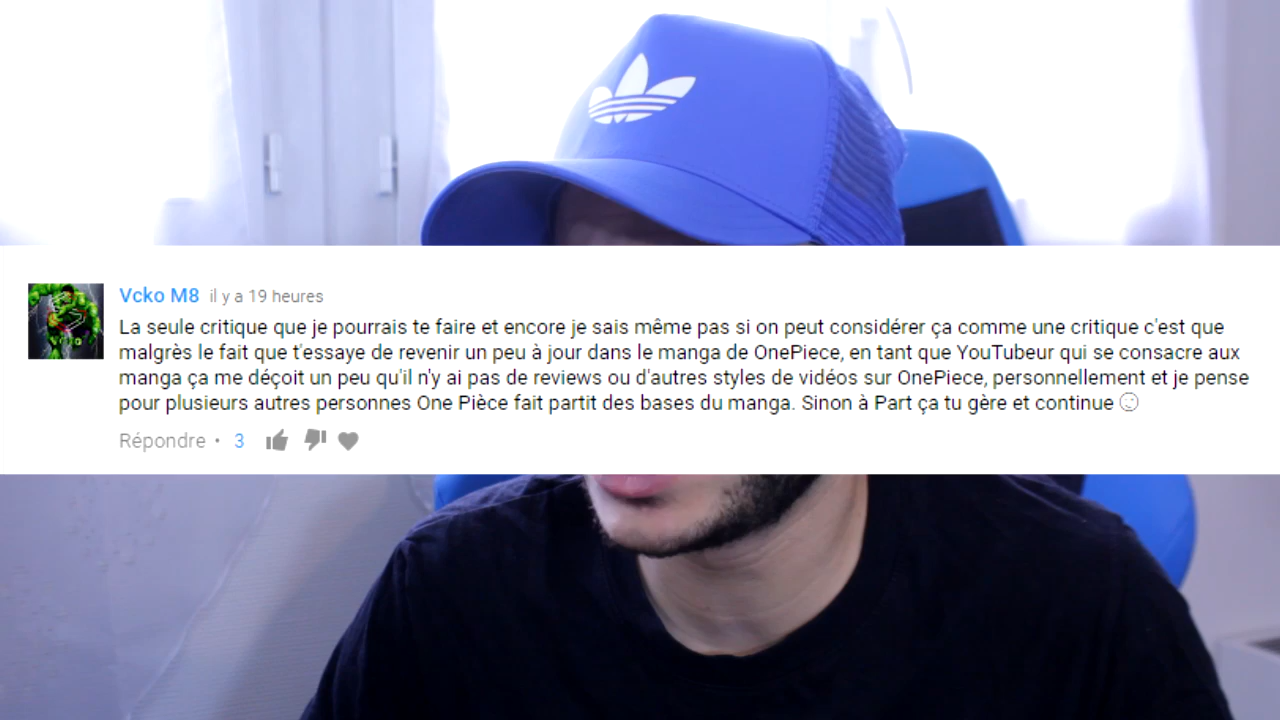 Vcko M8 il y a 19 heures
La seule critique que je pourrais te faire et encore je sais même pas si on peut considérer ça comme une critique c'est que
malgrès le fait que t'essaye de revenir un peu à jour dans le manga de OnePiece, en tant que YouTubeur qui se consacre aux
manga ça me déçoit un peu qu'il n'y ai pas de reviews ou d'autres styles de vidéos sur OnePiece, personnellement et je pense
pour plusieurs autres personnes One Pièce fait partit des bases du manga. Sinon à Part ça tu gère et continue
Répondre • 3